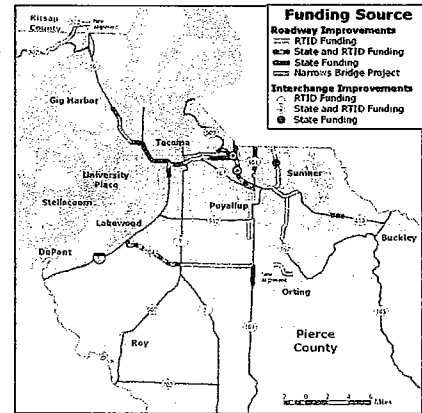 Funding Source
Roadway Improvements
RTID Funding
State and RTID Funding
State Funding
Narrows Bridge Project
Interchange Improvements
RTID Funding
State and RTID Funding
State Funding
Kitsap
County
Gig Harbor
Tacoma
University
Place
Steilacoom
Lakewood
DuPont
Sumner
Puyallup
Buckley
Orting
Roy
Pierce
County
Miles